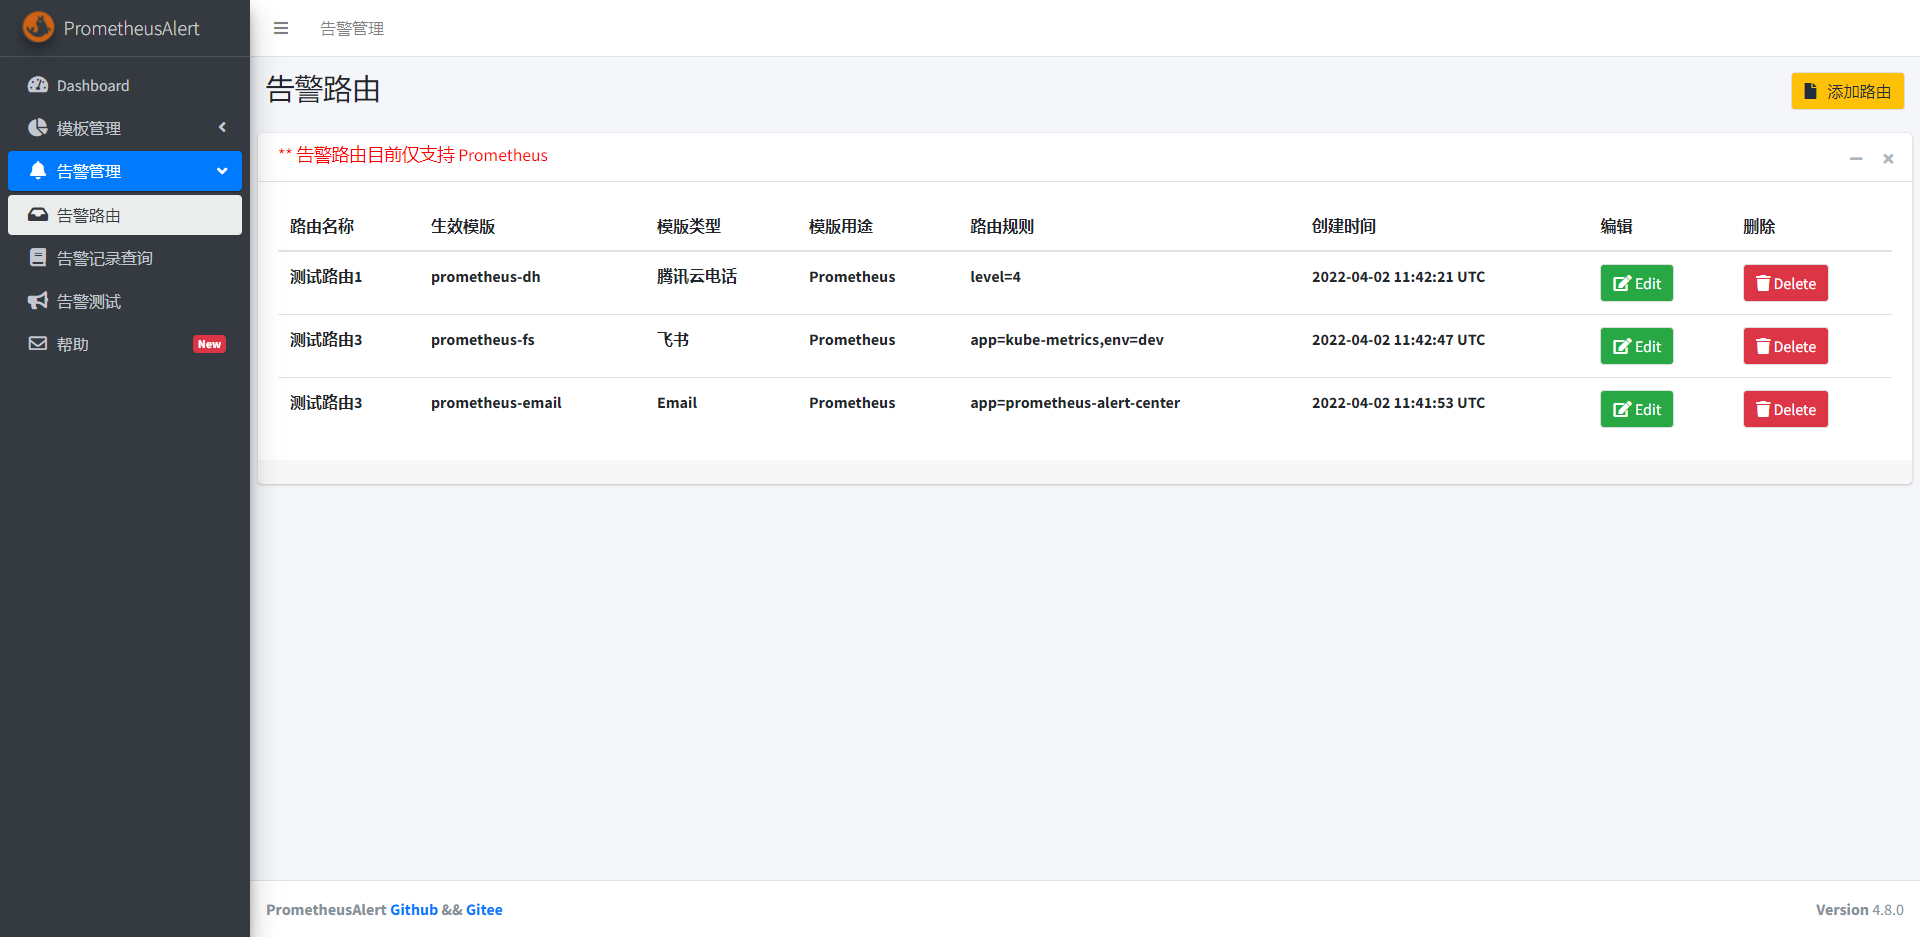 PrometheusAlert
告警管理
Dashboard
模板管理
告警管理
告警路由
告警记录查询
告警测试
帮助 New
告警路由
添加路由
** 告警路由目前仅支持 Prometheus
路由名称 生效模版 模版类型 模版用途 路由规则 创建时间 编辑 删除
测试路由1 prometheus-dh 腾讯云电话 Prometheus level=4 2022-04-02 11:42:21 UTC Edit Delete
测试路由3 prometheus-fs 飞书 Prometheus app=kube-metrics,env=dev 2022-04-02 11:42:47 UTC Edit Delete
测试路由3 prometheus-email Email Prometheus app=prometheus-alert-center 2022-04-02 11:41:53 UTC Edit Delete
PrometheusAlert Github && Gitee
Version 4.8.0